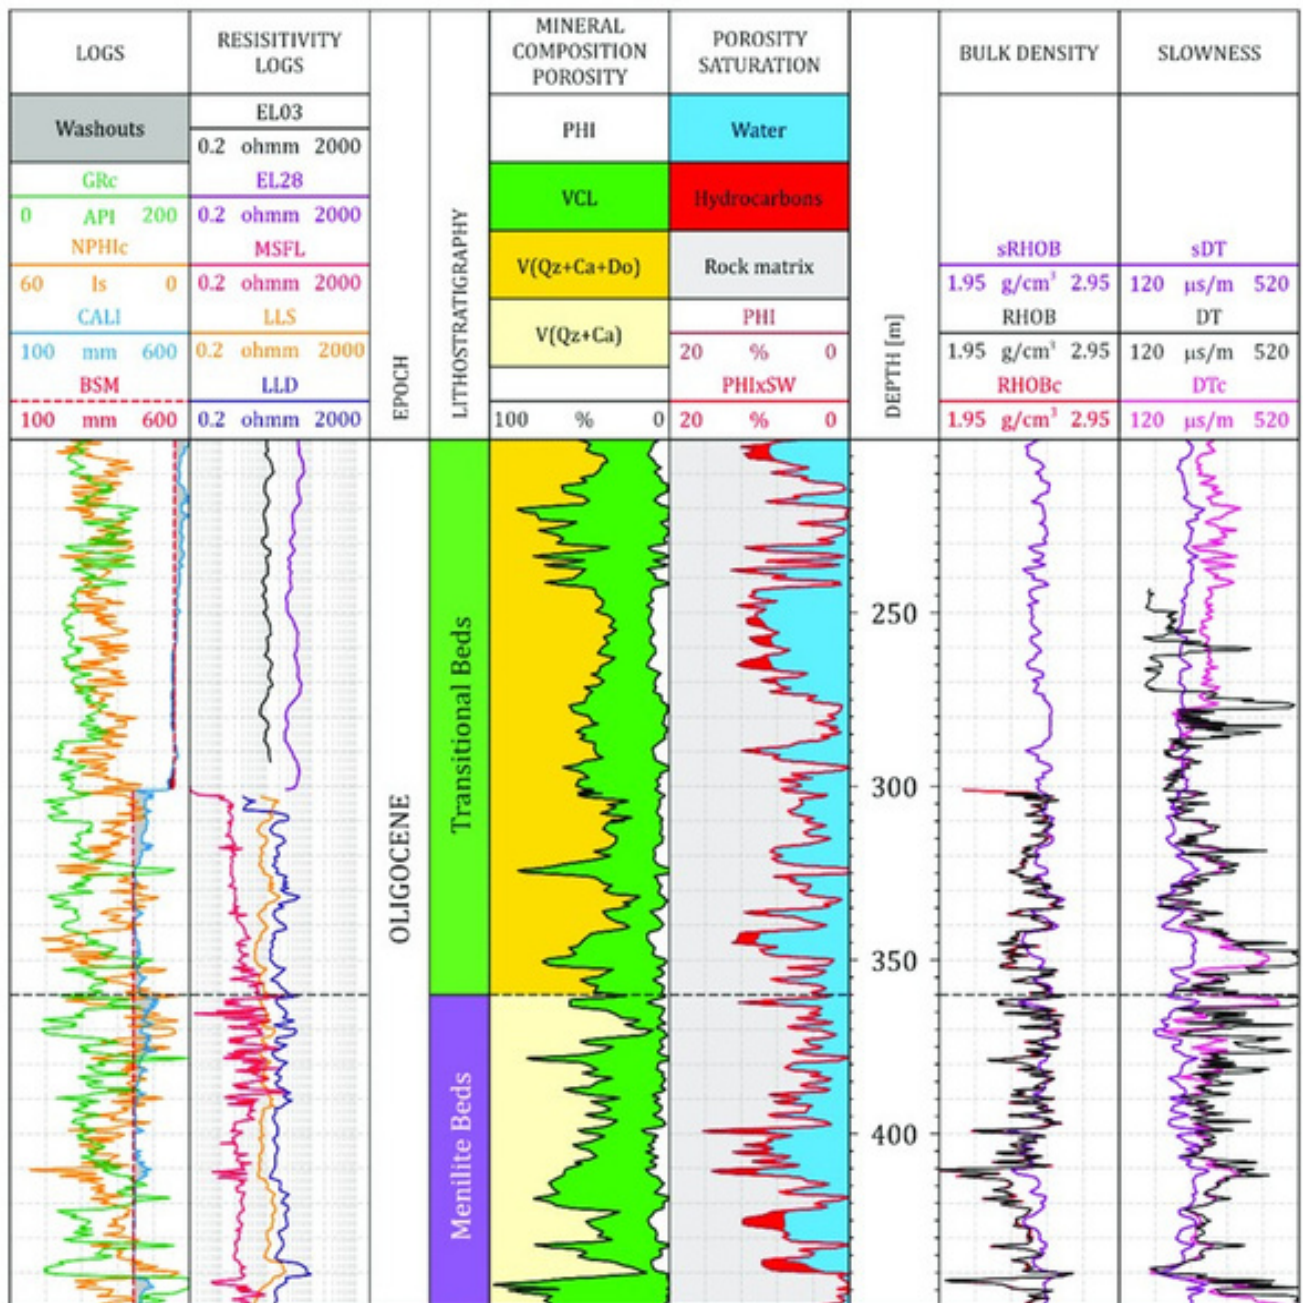 LOGS
RESISITIVITY
LOGS
MINERAL
COMPOSITION
POROSITY
POROSITY
SATURATION
BULK DENSITY
SLOWNESS
Washouts
GRc
0 API 200
NPHIc
60 ls 0
CALI
100 mm 600
BSM
100 mm 600
EL03
0.2 ohmm 2000
EL28
0.2 ohmm 2000
MSFL
0.2 ohmm 2000
LLS
0.2 ohmm 2000
LLD
0.2 ohmm 2000
EPOCH
LITHOSTRATIGRAPHY
PHI
VCL
V(Qz+Ca+Do)
V(Qz+Ca)
100 % 0
Water
Hydrocarbons
Rock matrix
PHI
20 % 0
PHIxSW
20 % 0
DEPTH [m]
sRHOB
1.95 g/cm³ 2.95
RHOB
1.95 g/cm³ 2.95
RHOBc
1.95 g/cm³ 2.95
sDT
120 μs/m 520
DT
120 μs/m 520
DTc
120 μs/m 520
OLIGOCENE
Transitional Beds
Menilite Beds
250
300
350
400